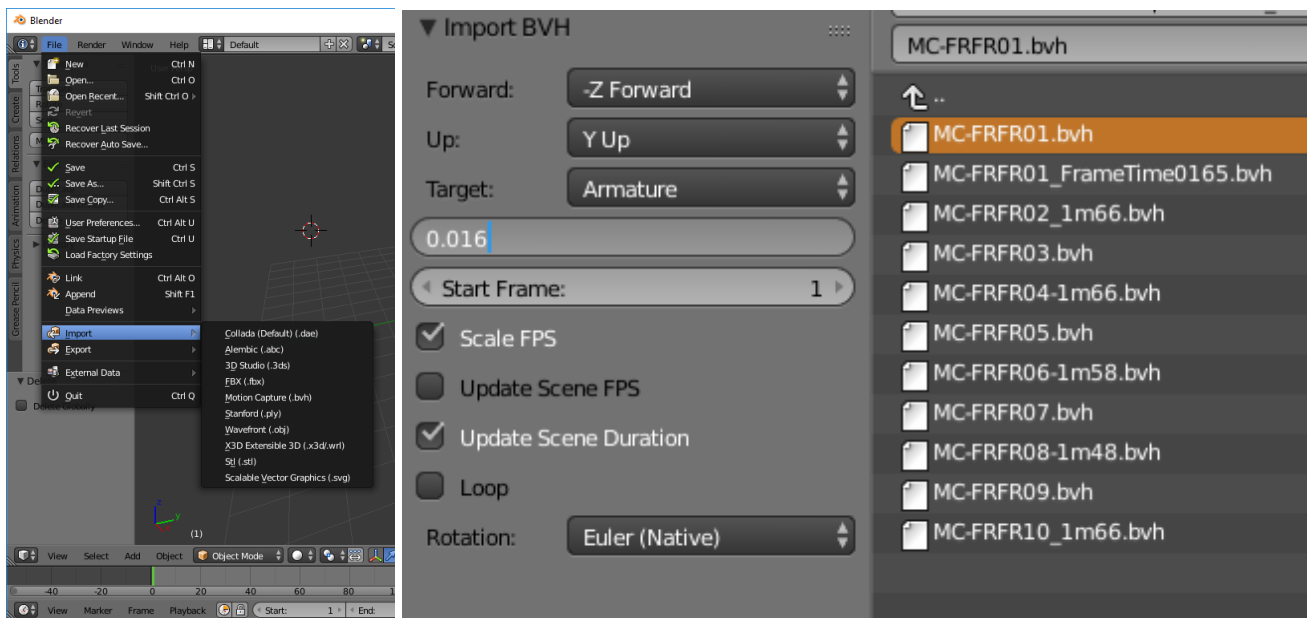 Blender
File Render Window Help Default
New Ctrl N
Open... Ctrl O
Open Recent... Shift Ctrl O
Revert
Recover Last Session
Recover Auto Save...
Save Ctrl S
Save As... Shift Ctrl S
Save Copy... Ctrl Alt S
User Preferences... Ctrl Alt U
Save Startup File Ctrl U
Load Factory Settings
Link Ctrl Alt O
Append Shift F1
Data Previews
Import
Export
External Data
Quit Ctrl Q
Tools
Create
Relations
Animation
Physics
Grease Pencil
Collada (Default) (.dae)
Alembic (.abc)
3D Studio (.3ds)
FBX (.fbx)
Motion Capture (.bvh)
Stanford (.ply)
Wavefront (.obj)
X3D Extensible 3D (.x3d/.wrl)
Stl (.stl)
Scalable Vector Graphics (.svg)
z
y
(1)
View Select Add Object Object Mode
-40 -20 0 20 40 60 80
View Marker Frame Playback Start: 1 End:
Import BVH
Forward: -Z Forward
Up: Y Up
Target: Armature
0.016
Start Frame: 1
Scale FPS
Update Scene FPS
Update Scene Duration
Loop
Rotation: Euler (Native)
MC-FRFR01.bvh
..
MC-FRFR01.bvh
MC-FRFR01_FrameTime0165.bvh
MC-FRFR02_1m66.bvh
MC-FRFR03.bvh
MC-FRFR04-1m66.bvh
MC-FRFR05.bvh
MC-FRFR06-1m58.bvh
MC-FRFR07.bvh
MC-FRFR08-1m48.bvh
MC-FRFR09.bvh
MC-FRFR10_1m66.bvh